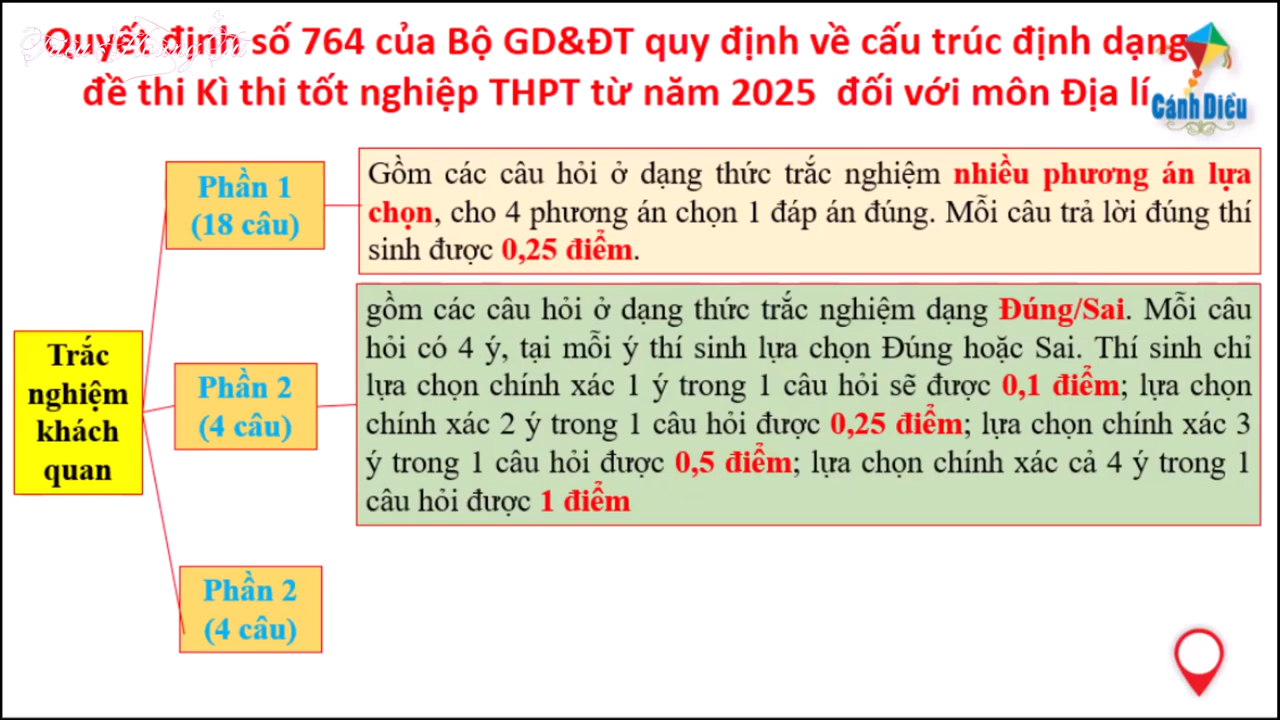 Quyết định số 764 của Bộ GD&ĐT quy định về cấu trúc định dạng
đề thi Kì thi tốt nghiệp THPT từ năm 2025 đối với môn Địa lí
Cánh Diều
Phần 1
(18 câu)
Gồm các câu hỏi ở dạng thức trắc nghiệm nhiều phương án lựa
chọn, cho 4 phương án chọn 1 đáp án đúng. Mỗi câu trả lời đúng thí
sinh được 0,25 điểm.
Trắc
nghiệm
khách
quan
Phần 2
(4 câu)
gồm các câu hỏi ở dạng thức trắc nghiệm dạng Đúng/Sai. Mỗi câu
hỏi có 4 ý, tại mỗi ý thí sinh lựa chọn Đúng hoặc Sai. Thí sinh chỉ
lựa chọn chính xác 1 ý trong 1 câu hỏi sẽ được 0,1 điểm; lựa chọn
chính xác 2 ý trong 1 câu hỏi được 0,25 điểm; lựa chọn chính xác 3
ý trong 1 câu hỏi được 0,5 điểm; lựa chọn chính xác cả 4 ý trong 1
câu hỏi được 1 điểm
Phần 2
(4 câu)